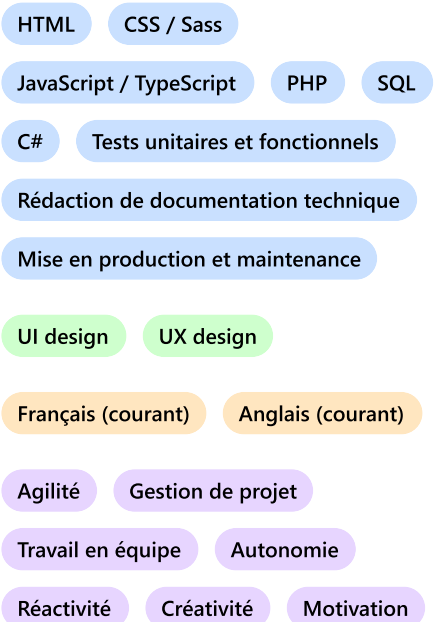 HTML CSS / Sass
JavaScript / TypeScript PHP SQL
C# Tests unitaires et fonctionnels
Rédaction de documentation technique
Mise en production et maintenance
UI design UX design
Français (courant) Anglais (courant)
Agilité Gestion de projet
Travail en équipe Autonomie
Réactivité Créativité Motivation